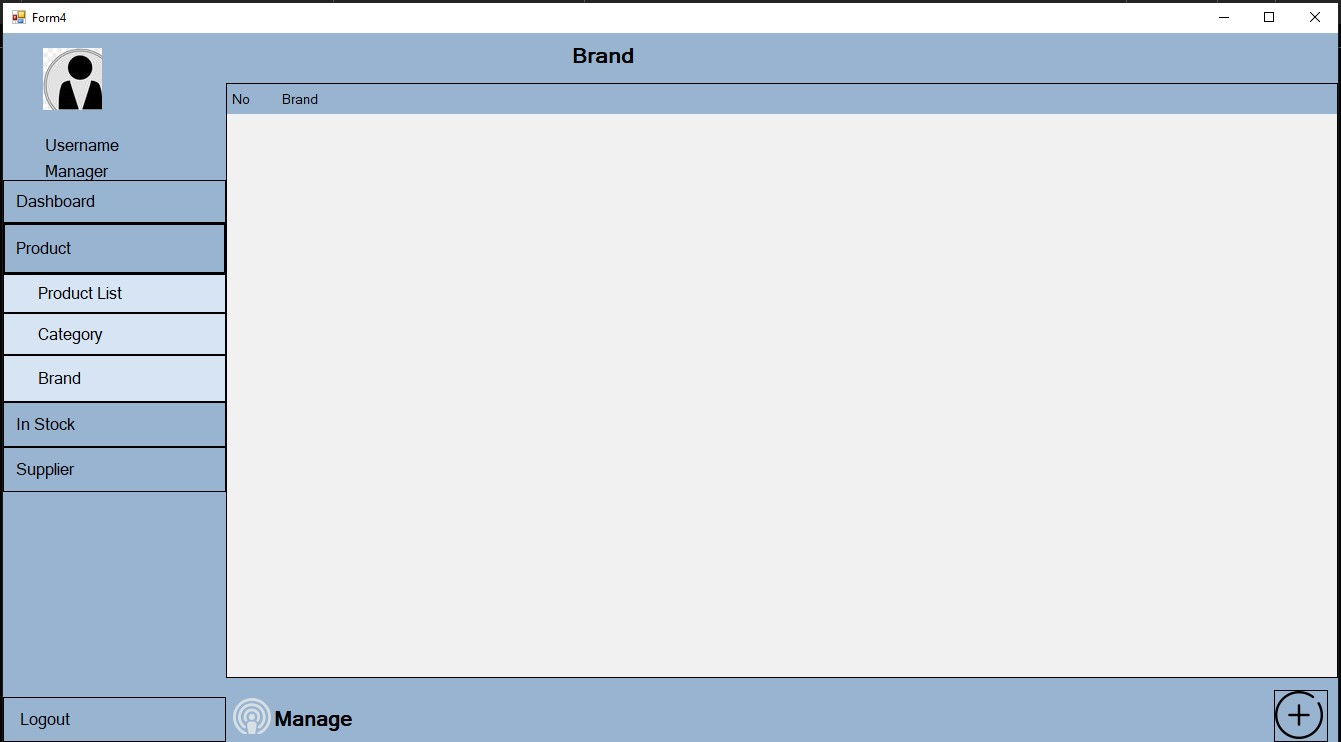 Form4
Brand
No Brand
Username
Manager
Dashboard
Product
Product List
Category
Brand
In Stock
Supplier
Logout
Manage